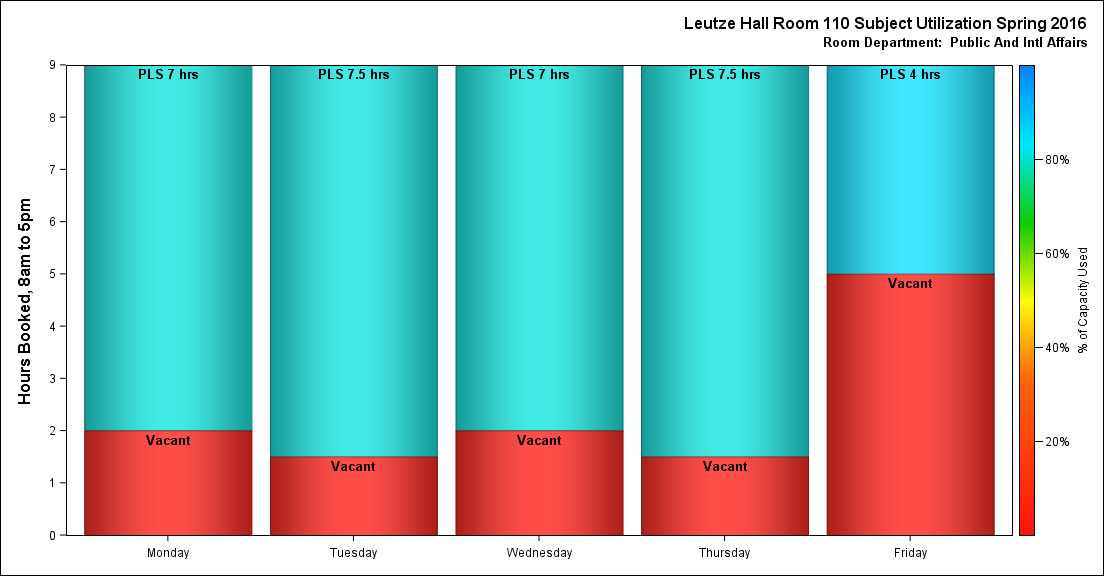 Leutze Hall Room 110 Subject Utilization Spring 2016
Room Department:  Public And Intl Affairs
Hours Booked, 8am to 5pm
9
8
7
6
5
4
3
2
1
0
PLS 7 hrs
PLS 7.5 hrs
PLS 7 hrs
PLS 7.5 hrs
PLS 4 hrs
Vacant
Vacant
Vacant
Vacant
Vacant
Monday
Tuesday
Wednesday
Thursday
Friday
80%
60%
40%
20%
% of Capacity Used